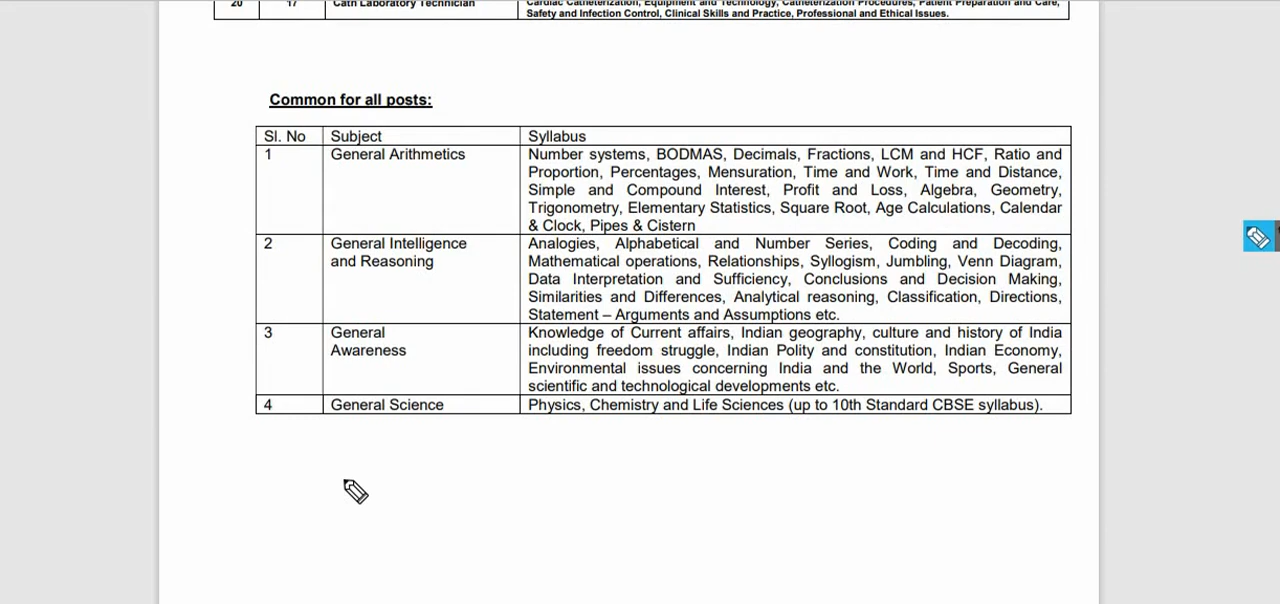 20 17 Cath Laboratory Technician Cardiac Catheterization, Equipment and Technology, Catheterization Procedures, Patient Preparation and Care,
Safety and Infection Control, Clinical Skills and Practice, Professional and Ethical Issues.
Common for all posts:
Sl. No Subject Syllabus
1 General Arithmetics Number systems, BODMAS, Decimals, Fractions, LCM and HCF, Ratio and
Proportion, Percentages, Mensuration, Time and Work, Time and Distance,
Simple and Compound Interest, Profit and Loss, Algebra, Geometry,
Trigonometry, Elementary Statistics, Square Root, Age Calculations, Calendar
& Clock, Pipes & Cistern
2 General Intelligence Analogies, Alphabetical and Number Series, Coding and Decoding,
and Reasoning Mathematical operations, Relationships, Syllogism, Jumbling, Venn Diagram,
Data Interpretation and Sufficiency, Conclusions and Decision Making,
Similarities and Differences, Analytical reasoning, Classification, Directions,
Statement – Arguments and Assumptions etc.
3 General Knowledge of Current affairs, Indian geography, culture and history of India
Awareness including freedom struggle, Indian Polity and constitution, Indian Economy,
Environmental issues concerning India and the World, Sports, General
scientific and technological developments etc.
4 General Science Physics, Chemistry and Life Sciences (up to 10th Standard CBSE syllabus).